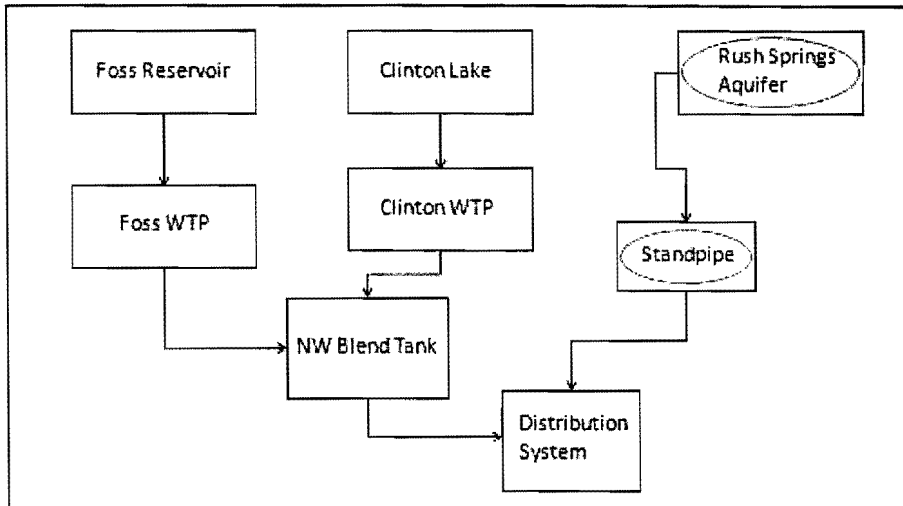 Foss Reservoir
Clinton Lake
Rush Springs
Aquifer
Foss WTP
Clinton WTP
Standpipe
NW Blend Tank
Distribution
System